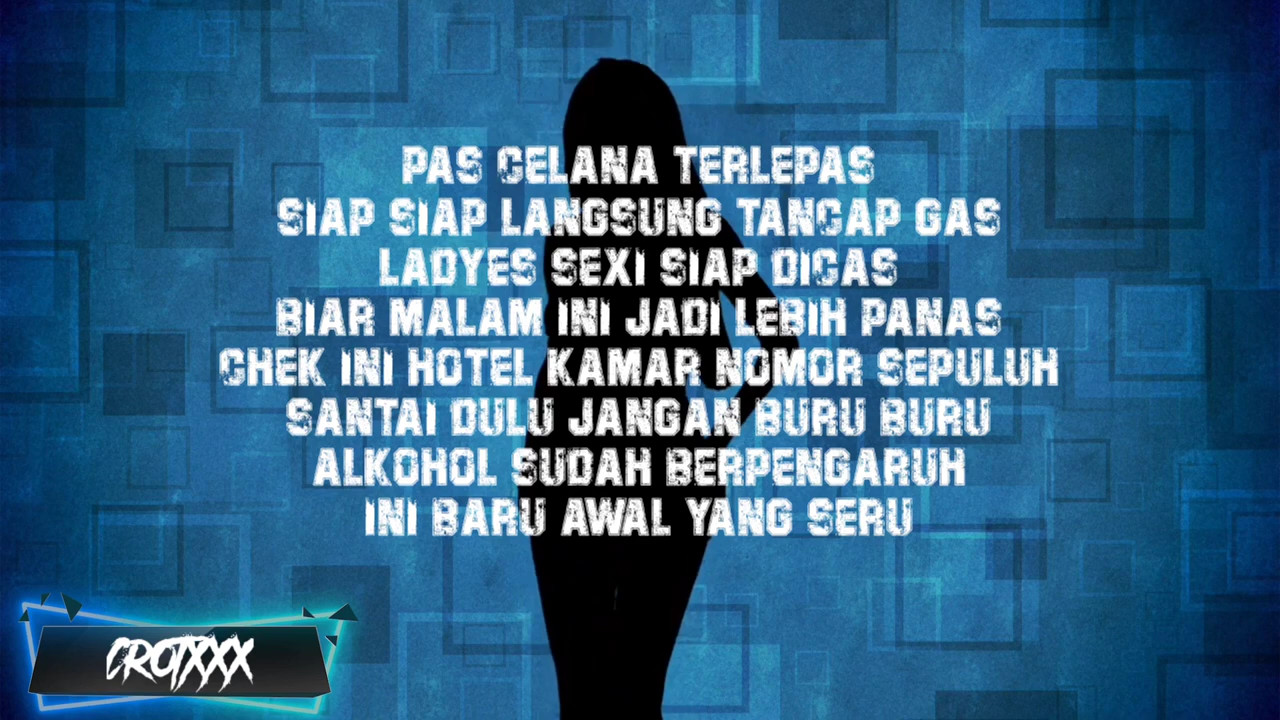 PAS CELANA TERLEPAS
SIAP SIAP LANGSUNG TANCAP GAS
LADYES SEXI SIAP DICAS
BIAR MALAM INI JADI LEBIH PANAS
CHEK INI HOTEL KAMAR NOMOR SEPULUH
SANTAI DULU JANGAN BURU BURU
ALKOHOL SUDAH BERPENGARUH
INI BARU AWAL YANG SERU
CROTXXX